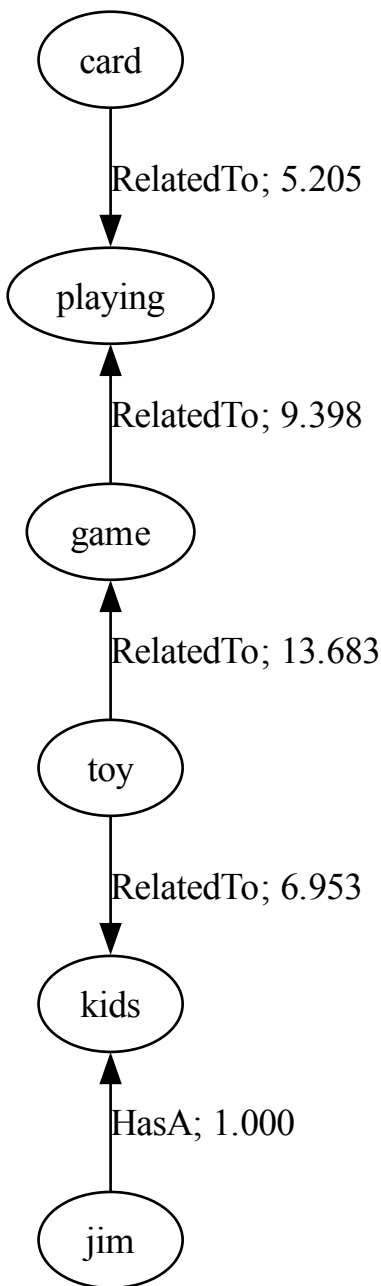 card
RelatedTo; 5.205
playing
RelatedTo; 9.398
game
RelatedTo; 13.683
toy
RelatedTo; 6.953
kids
HasA; 1.000
jim